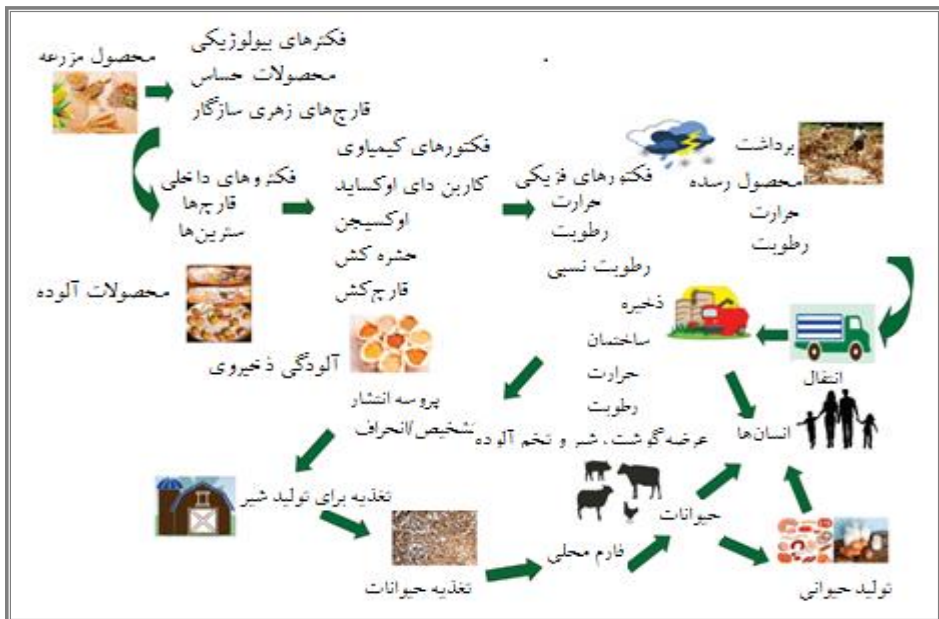 محصول مزرعه
فکترهای بیولوژیکی
محصولات حساس
قارچ‌های زهری سازگار
فکتروهای داخلی
قارچ‌ها
سترین‌ها
فکتورهای کیمیاوی
کاربن دای اوکساید
اوکسیجن
حشره کش
قارچ‌کش
فکتورهای فزیکی
حرارت
رطوبت
رطوبت نسبی
برداشت
محصول رسده
حرارت
رطوبت
انتقال
ذخیره
ساختمان
حرارت
رطوبت
محصولات آلوده
آلودگی ذخیروی
پروسه انتشار
تشخیص/انحراف
عرضه گوشت، شیر و تخم آلوده
انسان‌ها
تغذیه برای تولید شیر
تغذیه حیوانات
فارم محلی
حیوانات
تولید حیوانی